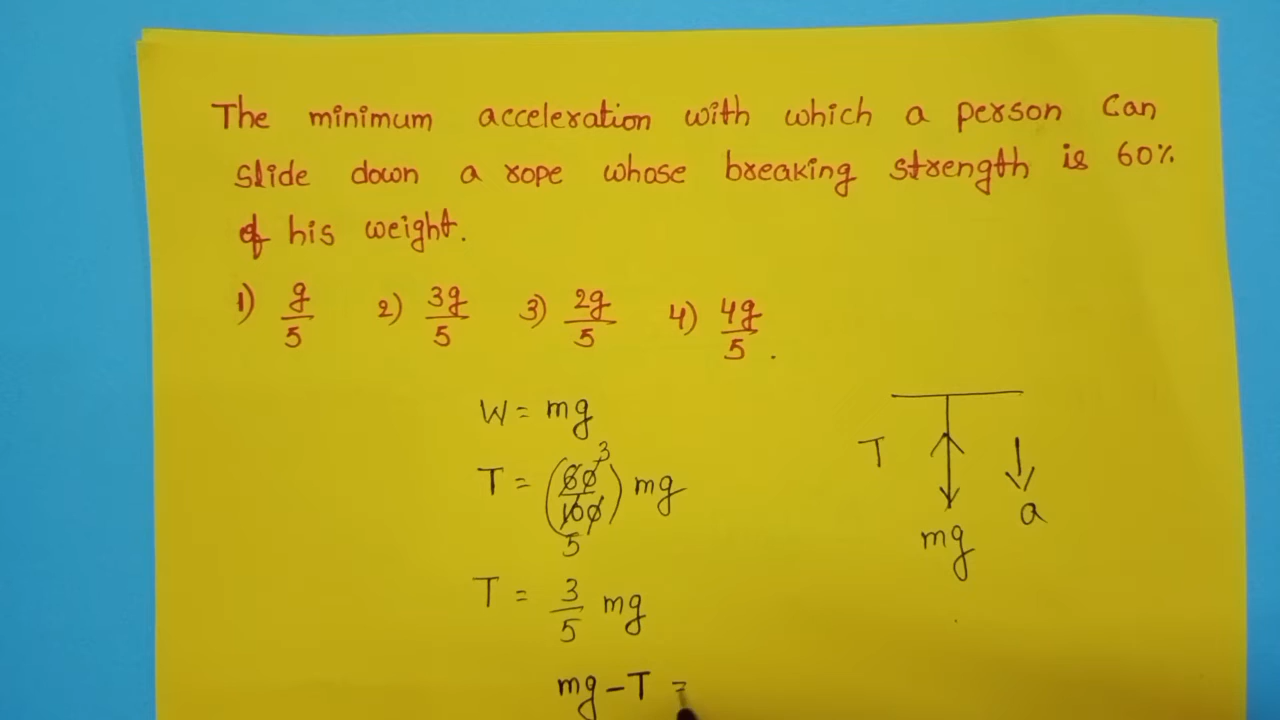 The minimum acceleration with which a person can
slide down a rope whose breaking strength is 60%
of his weight.
1) g/5 2) 3g/5 3) 2g/5 4) 4g/5 .
W = mg
T = (60/100) mg
3
5
T = 3/5 mg
mg - T =
T
mg
a